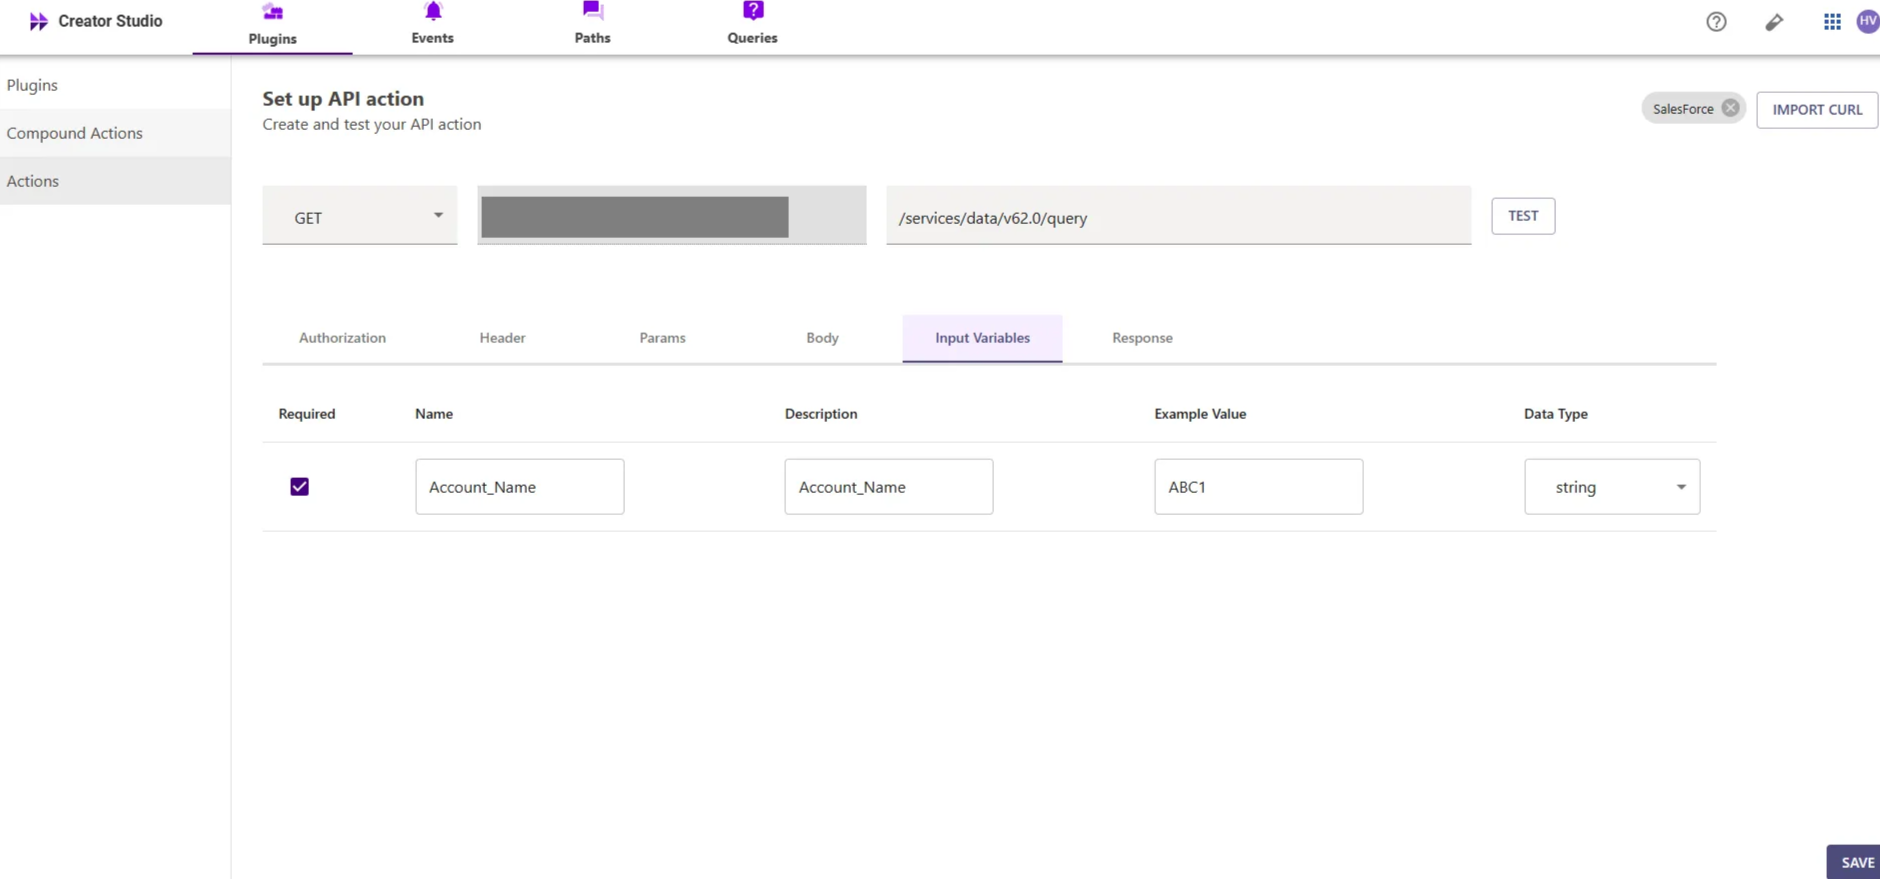 Creator Studio
Plugins
Events
Paths
Queries
HV
Plugins
Compound Actions
Actions
Set up API action
Create and test your API action
SalesForce
IMPORT CURL
GET
/services/data/v62.0/query
TEST
Authorization
Header
Params
Body
Input Variables
Response
Required
Name
Description
Example Value
Data Type
Account_Name
Account_Name
ABC1
string
SAVE